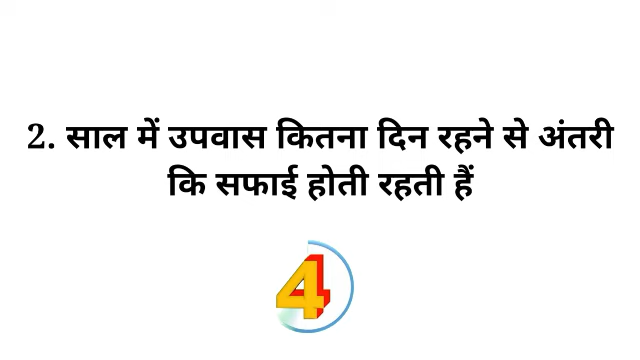 2. साल में उपवास कितना दिन रहने से अंतरी
कि सफाई होती रहती हैं
4